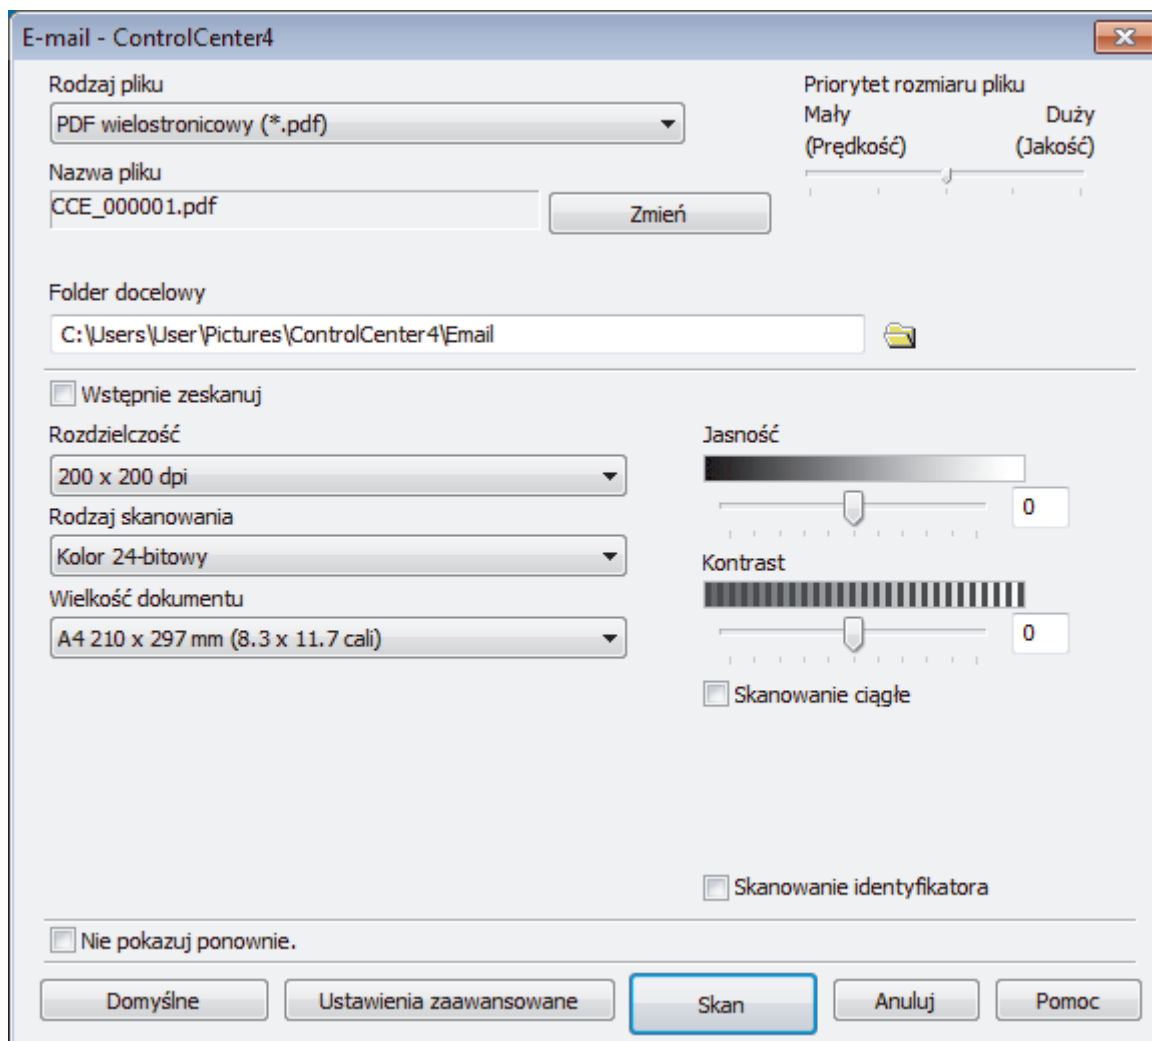 E-mail - ControlCenter4
Rodzaj pliku
PDF wielostronicowy (*.pdf)
Priorytet rozmiaru pliku
Mały Duży
(Prędkość) (Jakość)
Nazwa pliku
CCE_000001.pdf
Zmień
Folder docelowy
C:\Users\User\Pictures\ControlCenter4\Email
Wstępnie zeskanuj
Rozdzielczość
200 x 200 dpi
Rodzaj skanowania
Kolor 24-bitowy
Wielkość dokumentu
A4 210 x 297 mm (8.3 x 11.7 cali)
Jasność
0
Kontrast
0
Skanowanie ciągłe
Skanowanie identyfikatora
Nie pokazuj ponownie.
Domyślne Ustawienia zaawansowane Skan Anuluj Pomoc